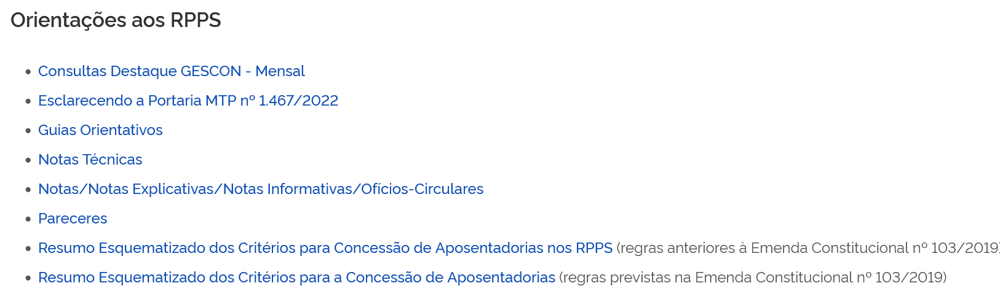 Orientações aos RPPS
Consultas Destaque GESCON - Mensal
Esclarecendo a Portaria MTP nº 1.467/2022
Guias Orientativos
Notas Técnicas
Notas/Notas Explicativas/Notas Informativas/Ofícios-Circulares
Pareceres
Resumo Esquematizado dos Critérios para Concessão de Aposentadorias nos RPPS (regras anteriores à Emenda Constitucional nº 103/2019)
Resumo Esquematizado dos Critérios para a Concessão de Aposentadorias (regras previstas na Emenda Constitucional nº 103/2019)